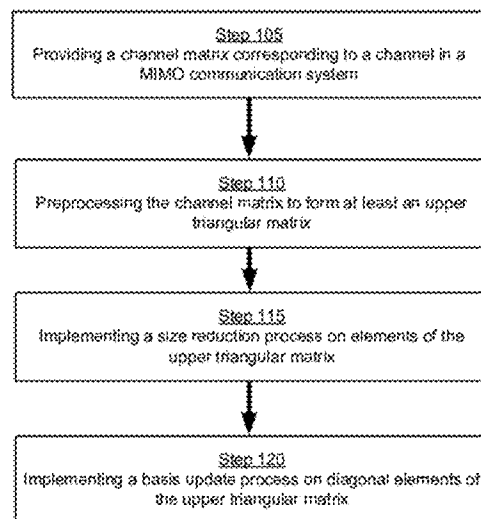 Step 105
Providing a channel matrix corresponding to a channel in a
MIMO communication system
Step 110
Preprocessing the channel matrix to form at least an upper
triangular matrix
Step 115
Implementing a size reduction process on elements of the
upper triangular matrix
Step 120
Implementing a basis update process on diagonal elements of
the upper triangular matrix